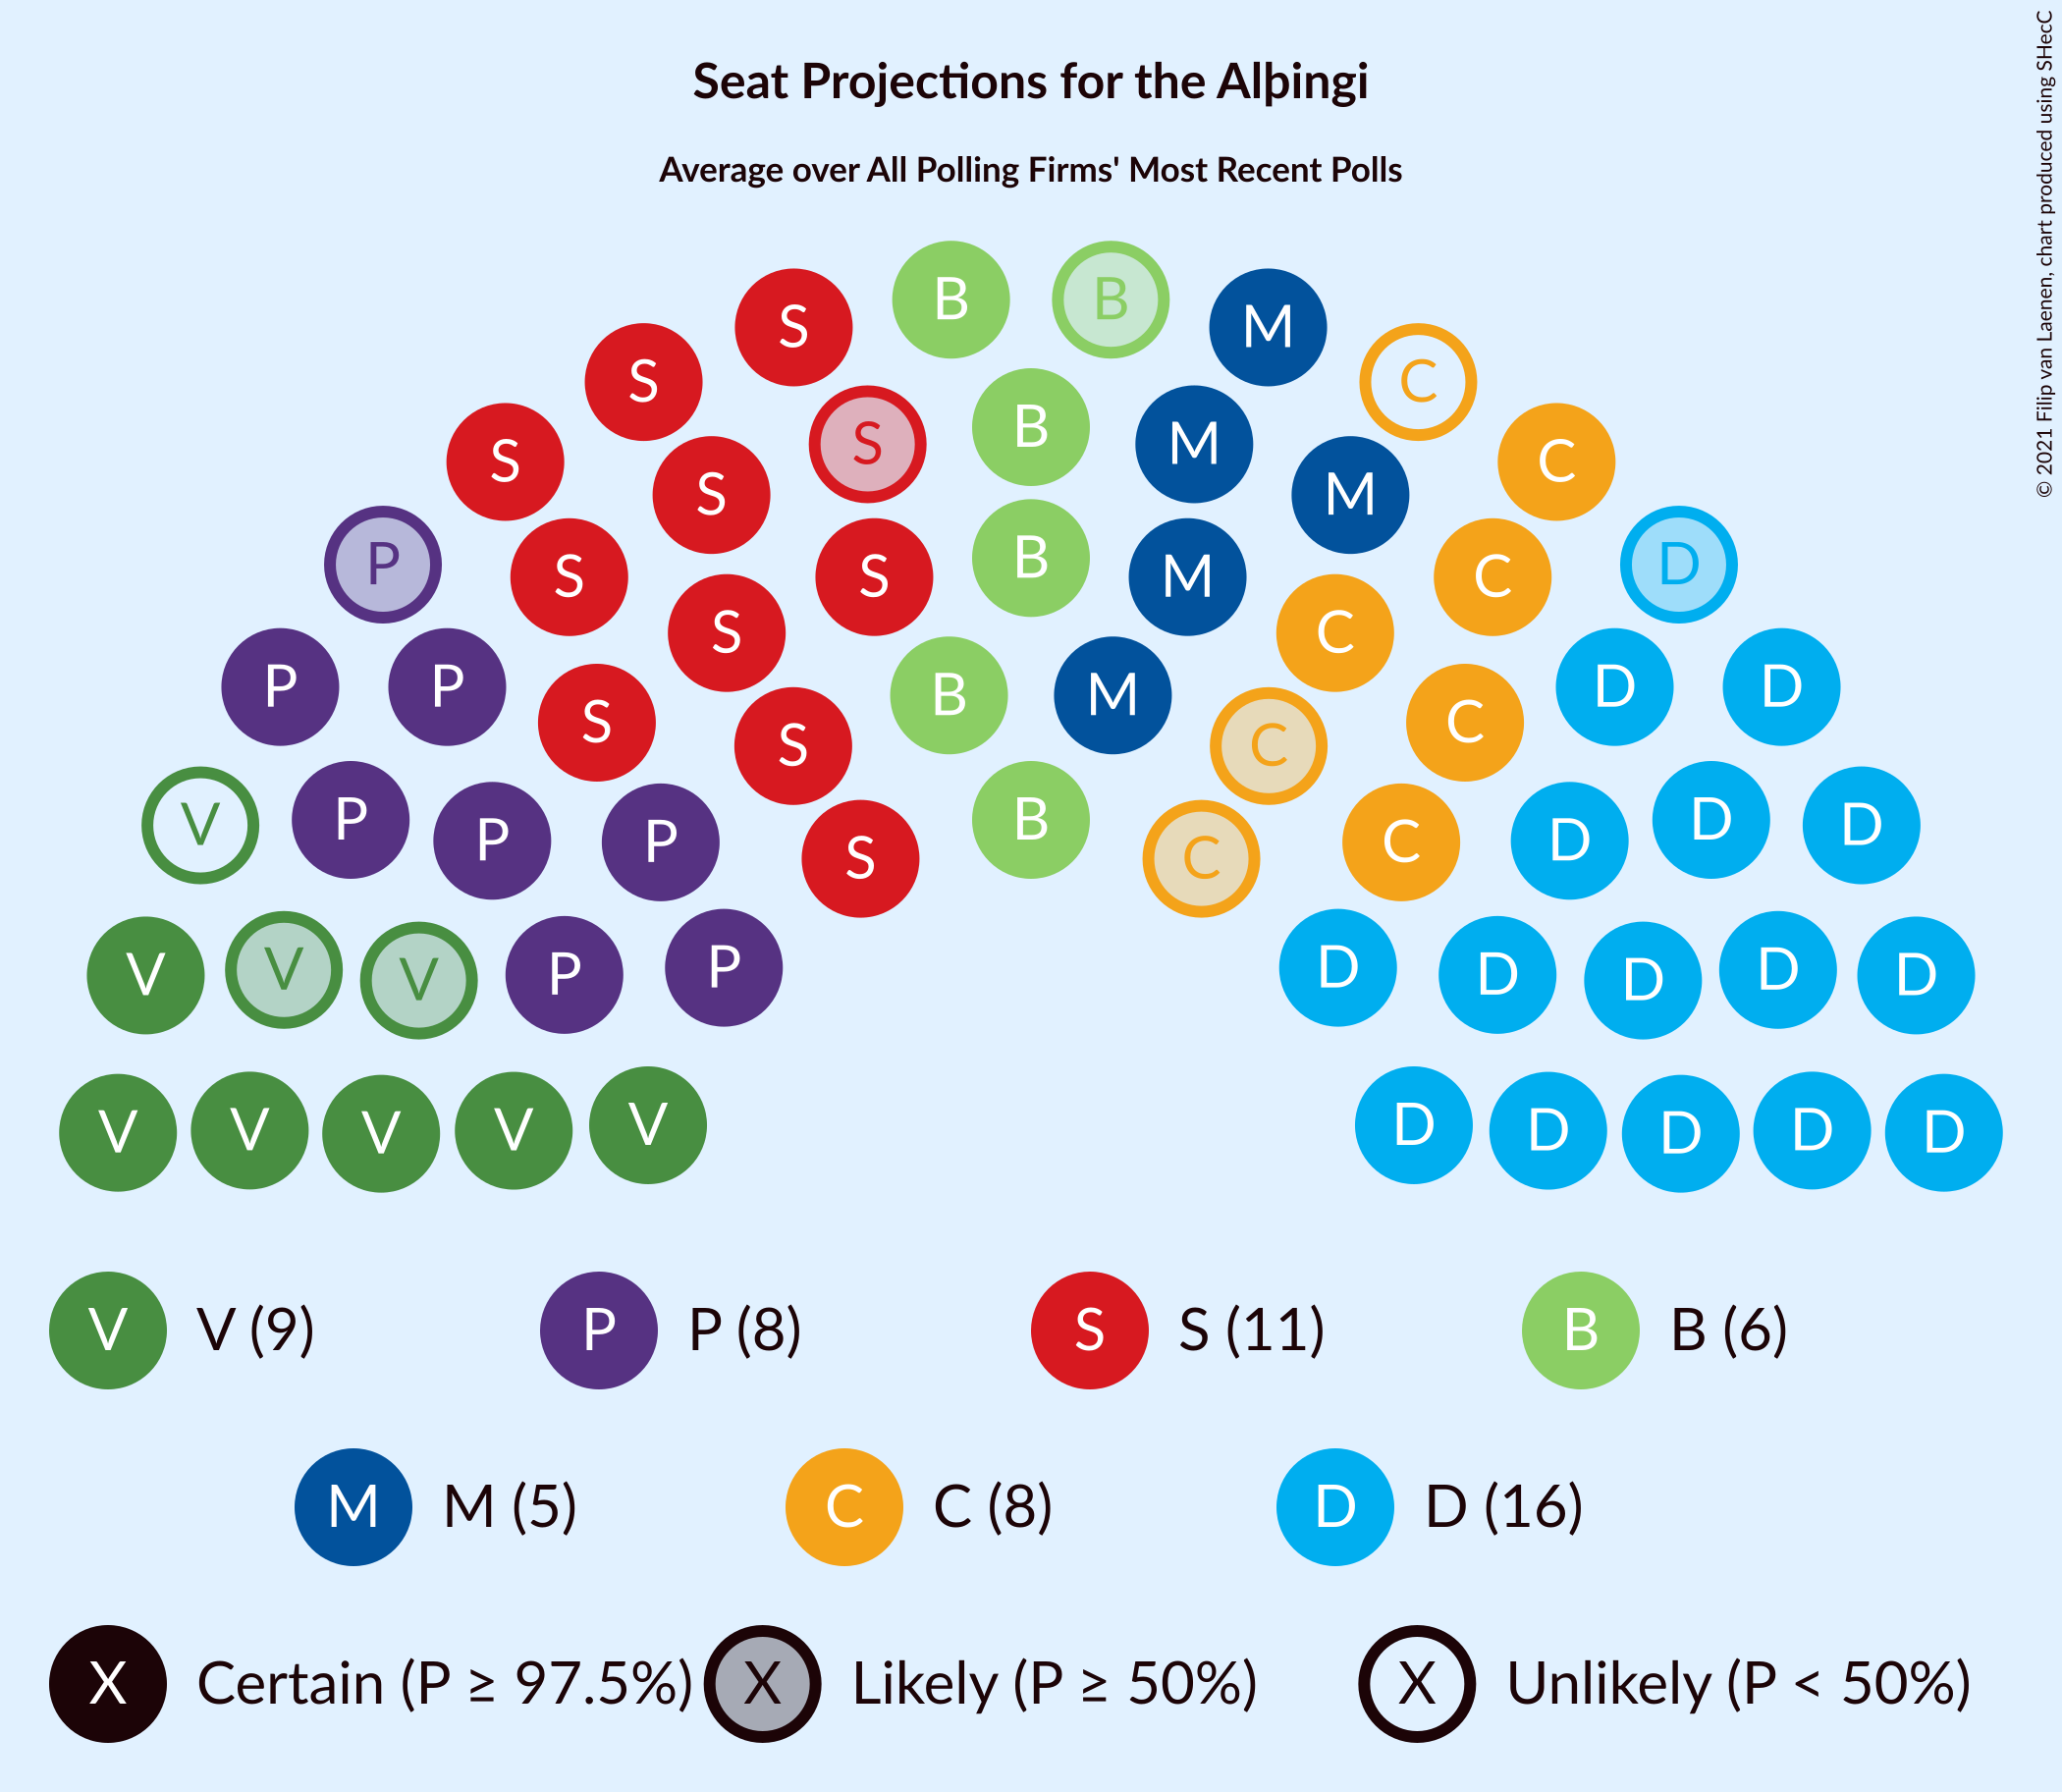 Seat Projections for the Alþingi
Average over All Polling Firms' Most Recent Polls
© 2021 Filip van Laenen, chart produced using SHecC
B B
S M
S C
S B M C
S S M
P D
S S B M C
S C
P P S B M C D D
S C
V P P P S B C C D D D
V V V P P D D D D D
V V V V V D D D D D
V V (9) P P (8) S S (11) B B (6)
M M (5) C C (8) D D (16)
X Certain (P ≥ 97.5%) X Likely (P ≥ 50%) X Unlikely (P < 50%)